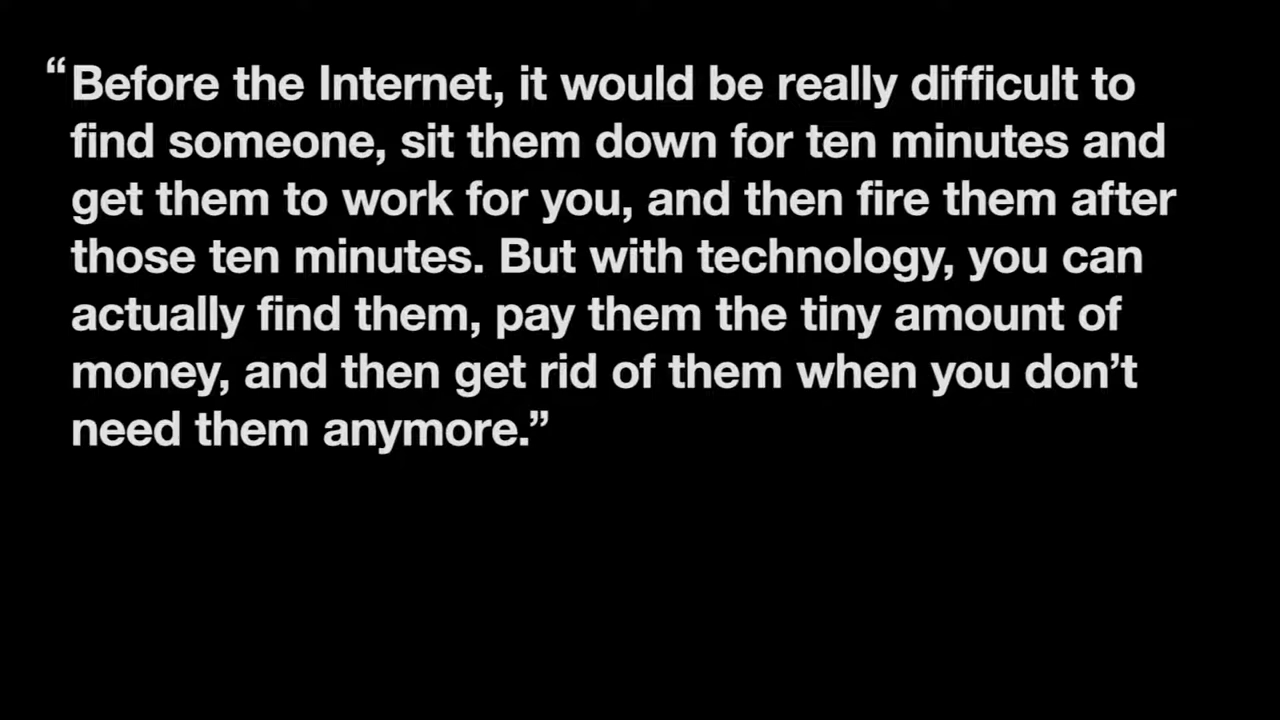 “Before the Internet, it would be really difficult to
find someone, sit them down for ten minutes and
get them to work for you, and then fire them after
those ten minutes. But with technology, you can
actually find them, pay them the tiny amount of
money, and then get rid of them when you don’t
need them anymore.”